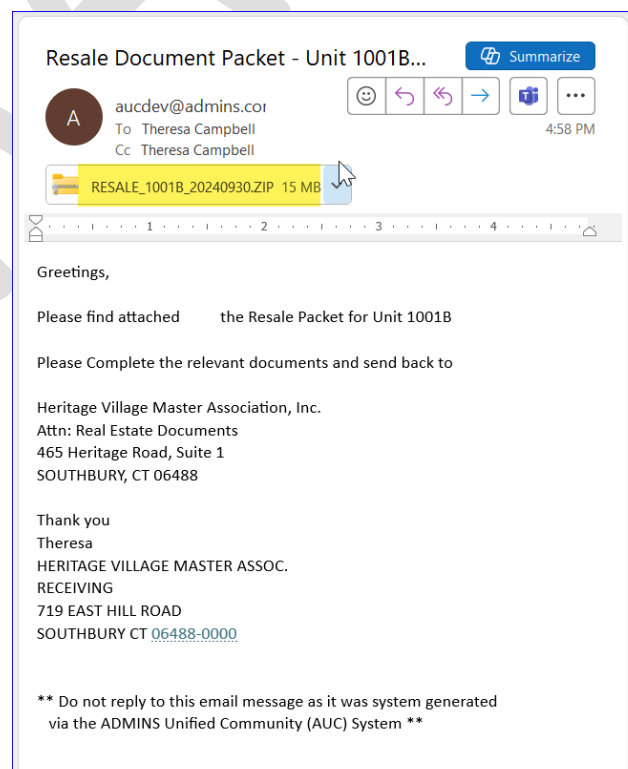 Resale Document Packet - Unit 1001B...
Summarize
A
aucdev@admins.com
To Theresa Campbell
4:58 PM
Cc Theresa Campbell
RESALE_1001B_20240930.ZIP 15 MB
1 2 3 4
Greetings,
Please find attached the Resale Packet for Unit 1001B
Please Complete the relevant documents and send back to
Heritage Village Master Association, Inc.
Attn: Real Estate Documents
465 Heritage Road, Suite 1
SOUTHBURY, CT 06488
Thank you
Theresa
HERITAGE VILLAGE MASTER ASSOC.
RECEIVING
719 EAST HILL ROAD
SOUTHBURY CT 06488-0000
** Do not reply to this email message as it was system generated
via the ADMINS Unified Community (AUC) System **